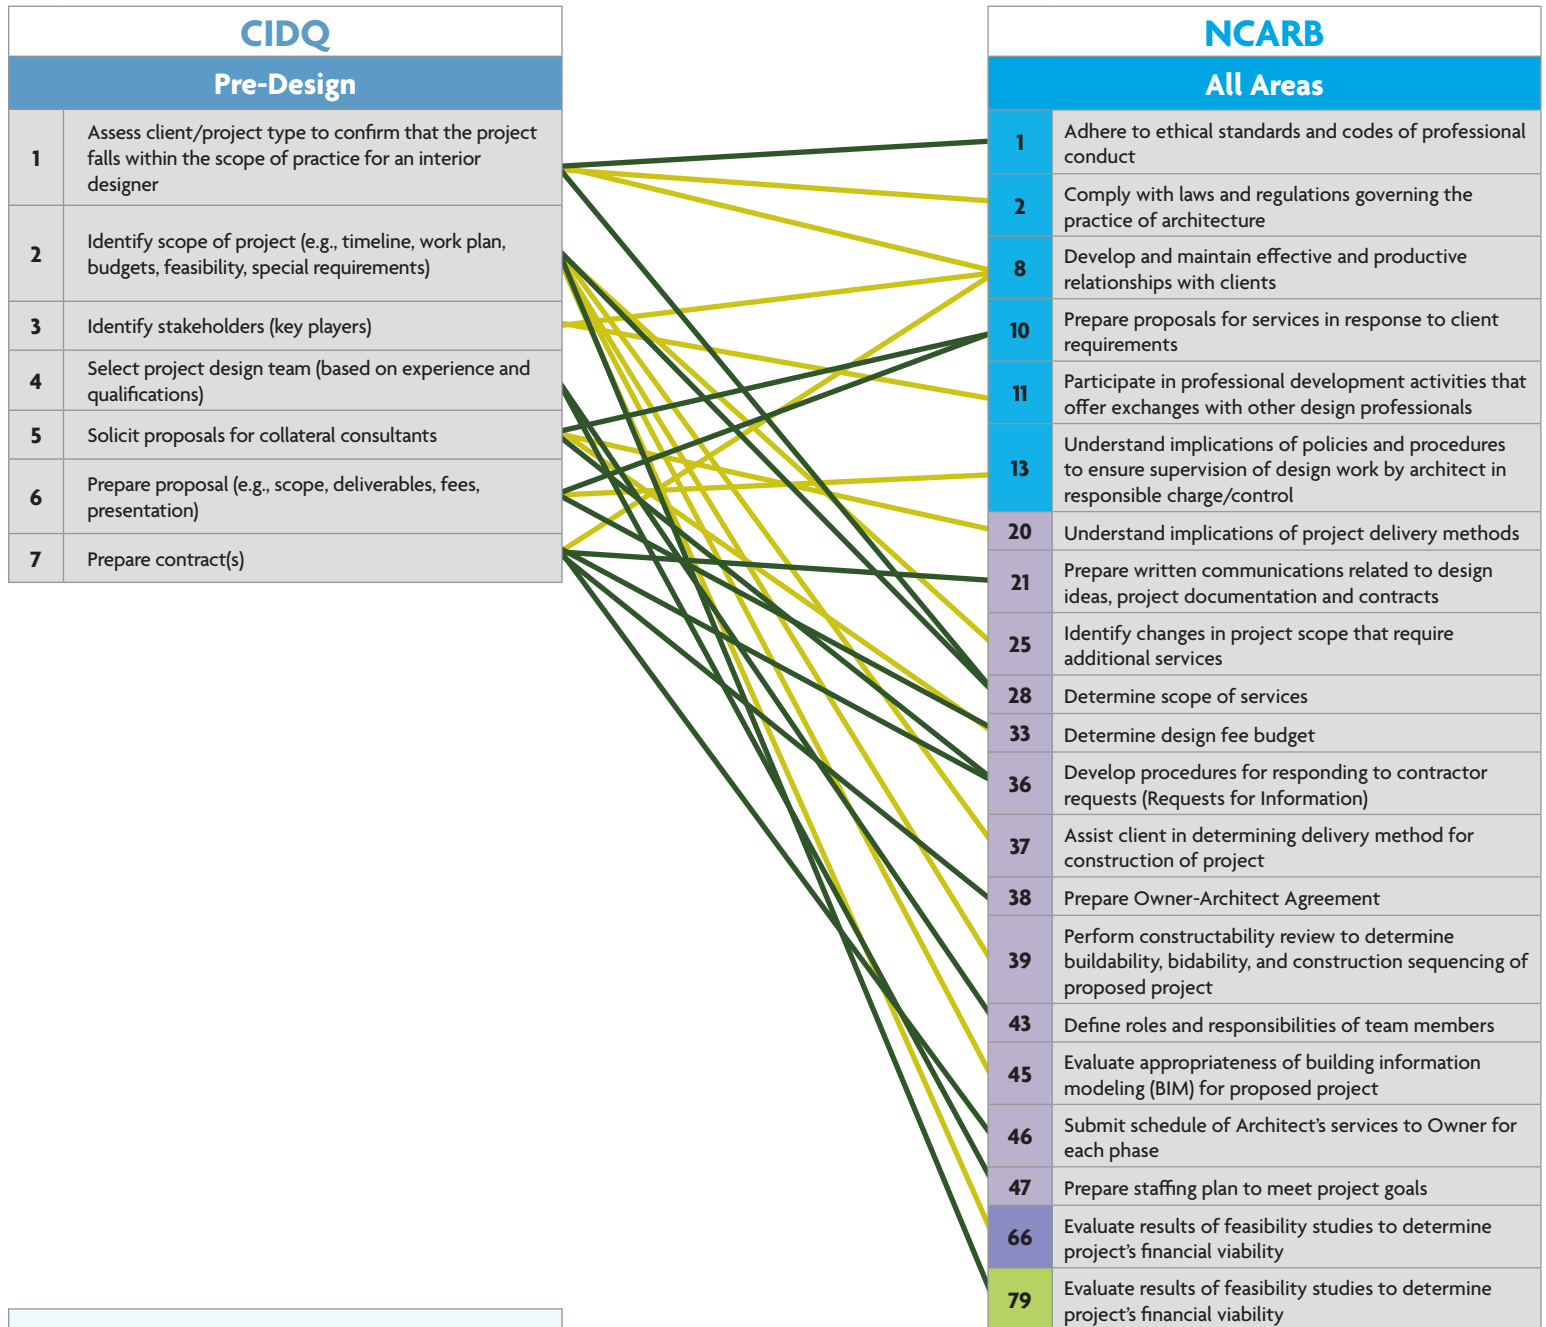 CIDQ
Pre-Design
1
Assess client/project type to confirm that the project
falls within the scope of practice for an interior
designer
2
Identify scope of project (e.g., timeline, work plan,
budgets, feasibility, special requirements)
3
Identify stakeholders (key players)
4
Select project design team (based on experience and
qualifications)
5
Solicit proposals for collateral consultants
6
Prepare proposal (e.g., scope, deliverables, fees,
presentation)
7
Prepare contract(s)
NCARB
All Areas
1
Adhere to ethical standards and codes of professional
conduct
2
Comply with laws and regulations governing the
practice of architecture
8
Develop and maintain effective and productive
relationships with clients
10
Prepare proposals for services in response to client
requirements
11
Participate in professional development activities that
offer exchanges with other design professionals
13
Understand implications of policies and procedures
to ensure supervision of design work by architect in
responsible charge/control
20
Understand implications of project delivery methods
21
Prepare written communications related to design
ideas, project documentation and contracts
25
Identify changes in project scope that require
additional services
28
Determine scope of services
33
Determine design fee budget
36
Develop procedures for responding to contractor
requests (Requests for Information)
37
Assist client in determining delivery method for
construction of project
38
Prepare Owner-Architect Agreement
39
Perform constructability review to determine
buildability, bidability, and construction sequencing of
proposed project
43
Define roles and responsibilities of team members
45
Evaluate appropriateness of building information
modeling (BIM) for proposed project
46
Submit schedule of Architect's services to Owner for
each phase
47
Prepare staffing plan to meet project goals
66
Evaluate results of feasibility studies to determine
project's financial viability
79
Evaluate results of feasibility studies to determine
project's financial viability